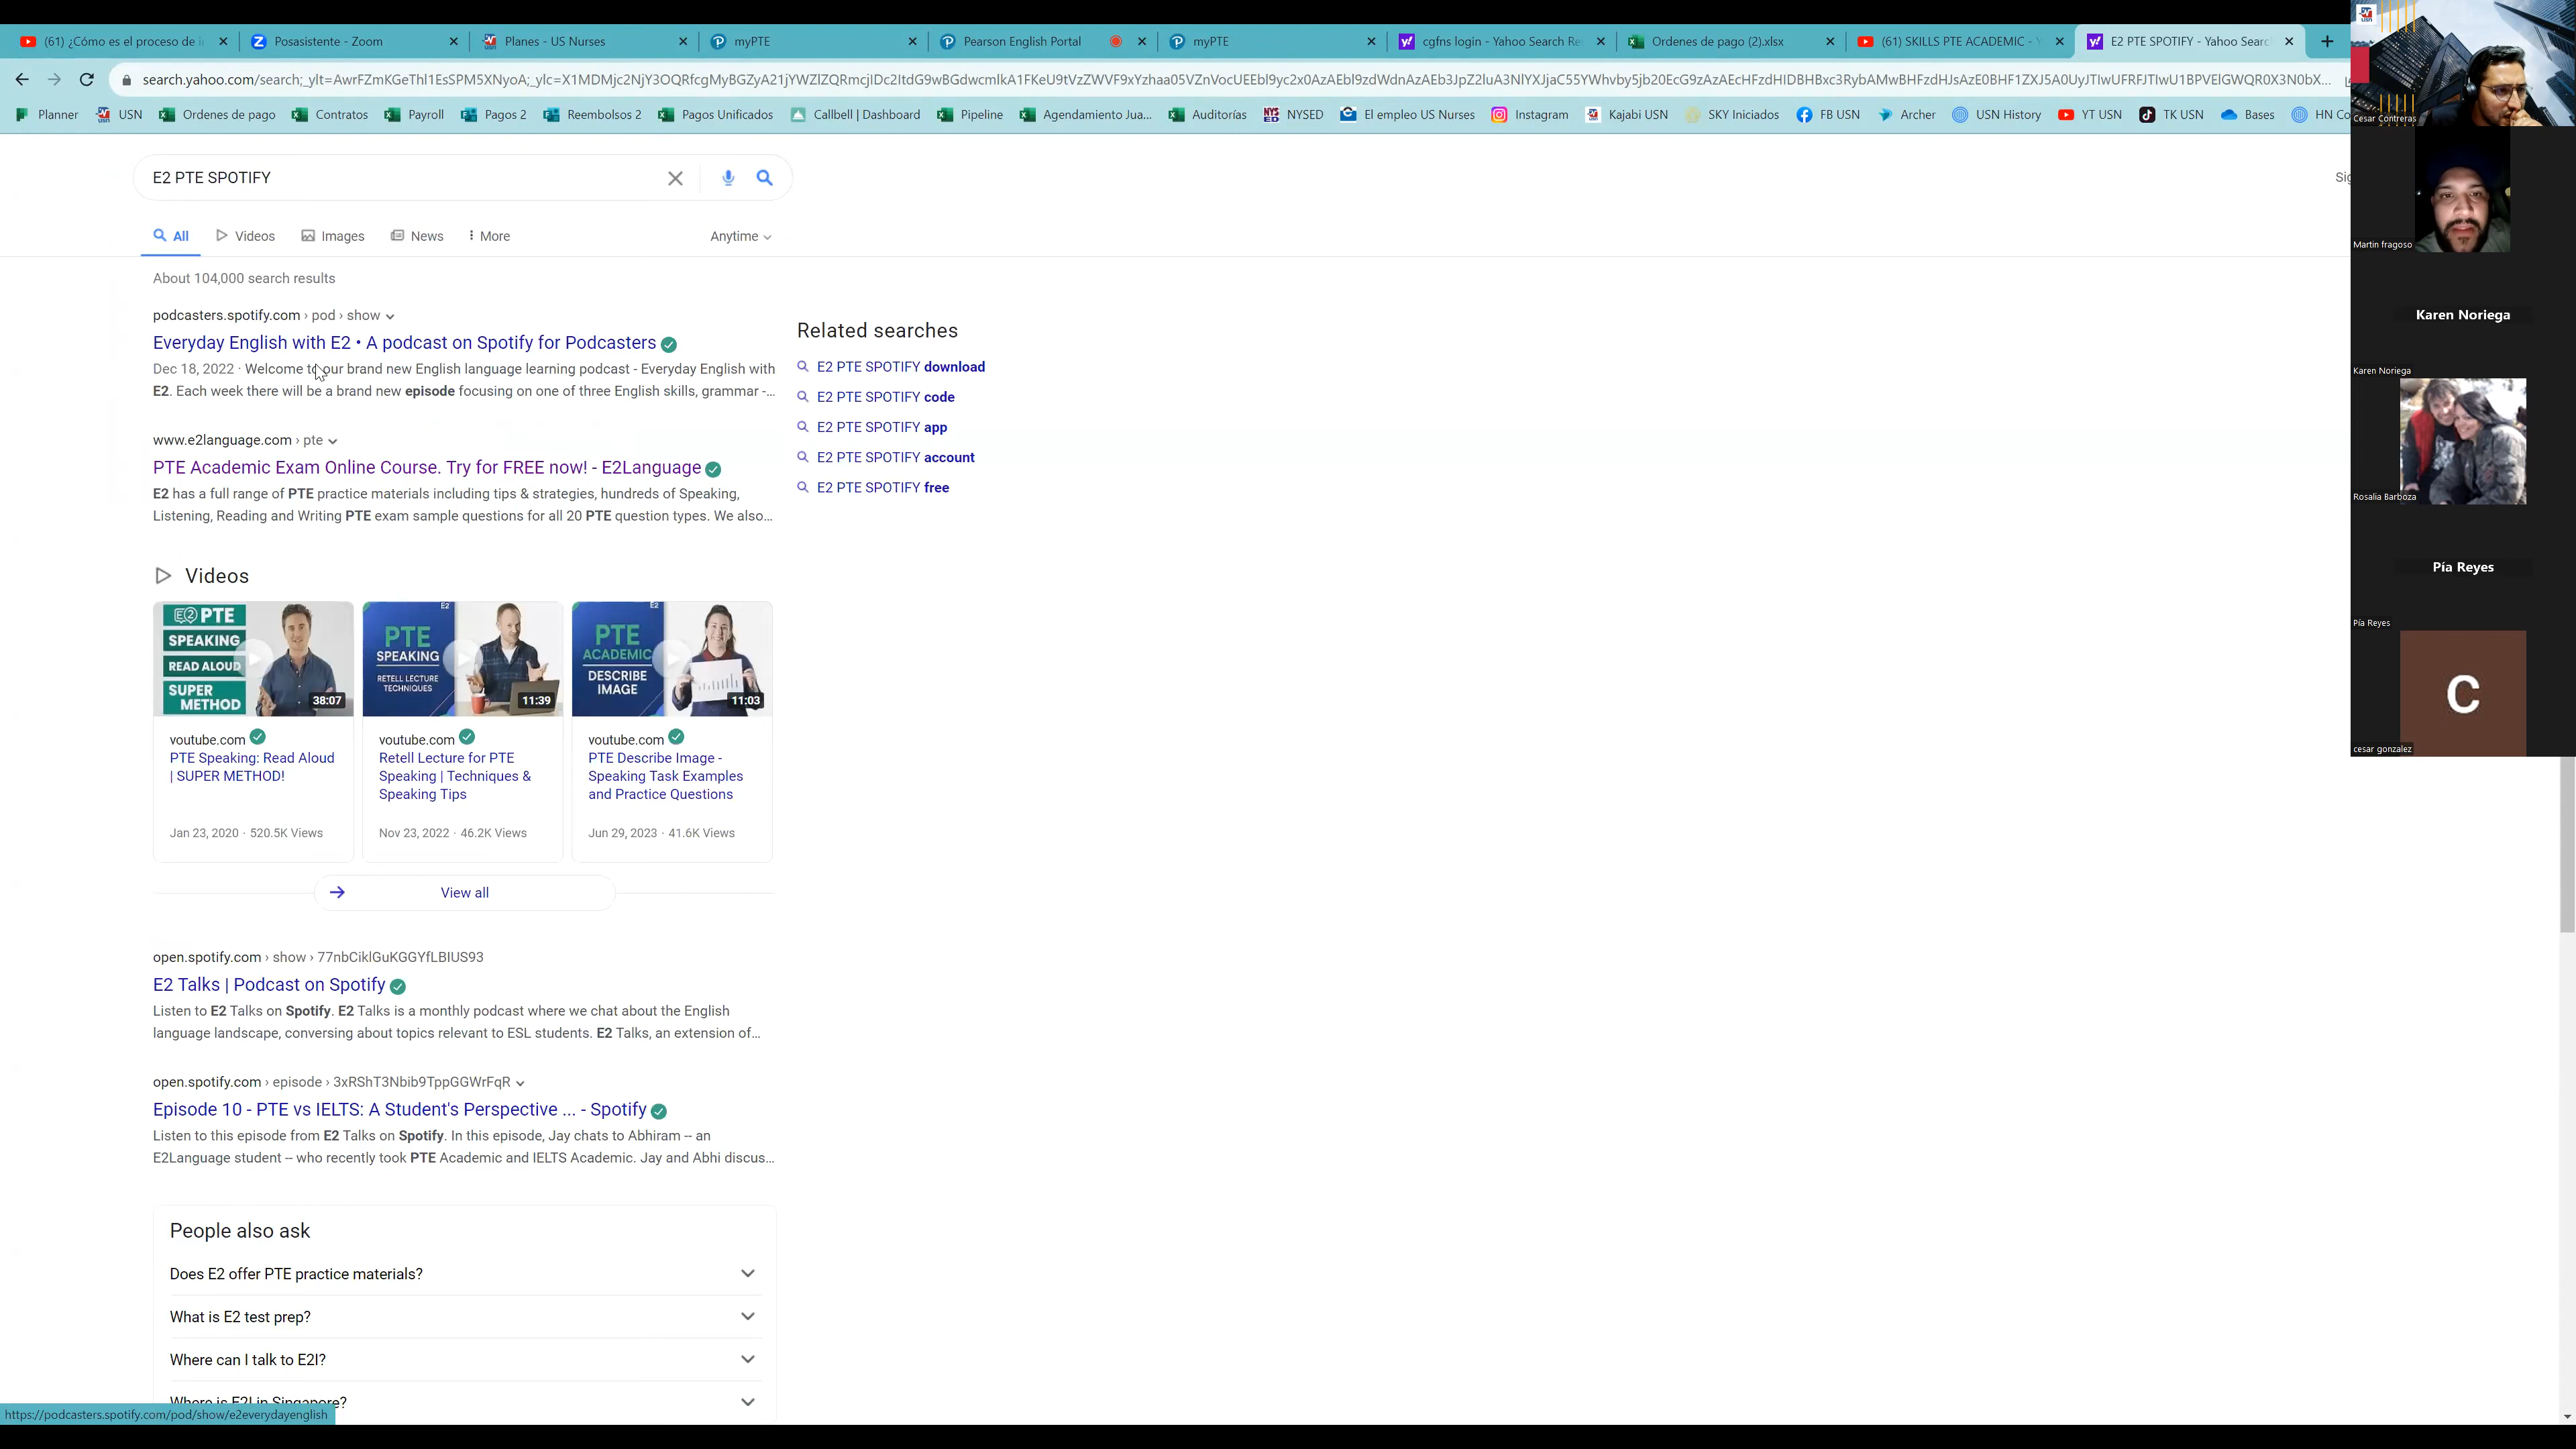 (61) ¿Cómo es el proceso de i
Posasistente - Zoom
Planes - US Nurses
myPTE
Pearson English Portal
myPTE
cgfns login - Yahoo Search Re
Ordenes de pago (2).xlsx
(61) SKILLS PTE ACADEMIC - Y
E2 PTE SPOTIFY - Yahoo Search
Planner
USN
Ordenes de pago
Contratos
Payroll
Pagos 2
Reembolsos 2
Pagos Unificados
Callbell | Dashboard
Pipeline
Agendamiento Jua...
Auditorías
NYSED
El empleo US Nurses
Instagram
Kajabi USN
SKY Iniciados
FB USN
Archer
USN History
YT USN
TK USN
Bases
HN Co
E2 PTE SPOTIFY
Sig
All
Videos
Images
News
More
Anytime
About 104,000 search results
podcasters.spotify.com › pod › show
Everyday English with E2 • A podcast on Spotify for Podcasters
Dec 18, 2022 · Welcome to our brand new English language learning podcast - Everyday English with
E2. Each week there will be a brand new episode focusing on one of three English skills, grammar -...
www.e2language.com › pte
PTE Academic Exam Online Course. Try for FREE now! - E2Language
E2 has a full range of PTE practice materials including tips & strategies, hundreds of Speaking,
Listening, Reading and Writing PTE exam sample questions for all 20 PTE question types. We also...
Related searches
E2 PTE SPOTIFY download
E2 PTE SPOTIFY code
E2 PTE SPOTIFY app
E2 PTE SPOTIFY account
E2 PTE SPOTIFY free
Videos
E2 PTE
SPEAKING
READ ALOUD
SUPER
METHOD
38:07
youtube.com
PTE Speaking: Read Aloud
| SUPER METHOD!
Jan 23, 2020 · 520.5K Views
E2
PTE
SPEAKING
RETELL LECTURE
TECHNIQUES
11:39
youtube.com
Retell Lecture for PTE
Speaking | Techniques &
Speaking Tips
Nov 23, 2022 · 46.2K Views
E2
PTE
ACADEMIC
DESCRIBE
IMAGE
11:03
youtube.com
PTE Describe Image -
Speaking Task Examples
and Practice Questions
Jun 29, 2023 · 41.6K Views
View all
open.spotify.com › show › 77nbCiklGuKGGYfLBIUS93
E2 Talks | Podcast on Spotify
Listen to E2 Talks on Spotify. E2 Talks is a monthly podcast where we chat about the English
language landscape, conversing about topics relevant to ESL students. E2 Talks, an extension of...
open.spotify.com › episode › 3xRShT3Nbib9TppGGWrFqR
Episode 10 - PTE vs IELTS: A Student's Perspective ... - Spotify
Listen to this episode from E2 Talks on Spotify. In this episode, Jay chats to Abhiram -- an
E2Language student -- who recently took PTE Academic and IELTS Academic. Jay and Abhi discus...
People also ask
Does E2 offer PTE practice materials?
What is E2 test prep?
Where can I talk to E2I?
Where is E2I in Singapore?
https://podcasters.spotify.com/pod/show/e2everydayenglish
USN
Cesar Contreras
Martin fragoso
Karen Noriega
Karen Noriega
Rosalia Barboza
Pía Reyes
Pía Reyes
C
cesar gonzalez